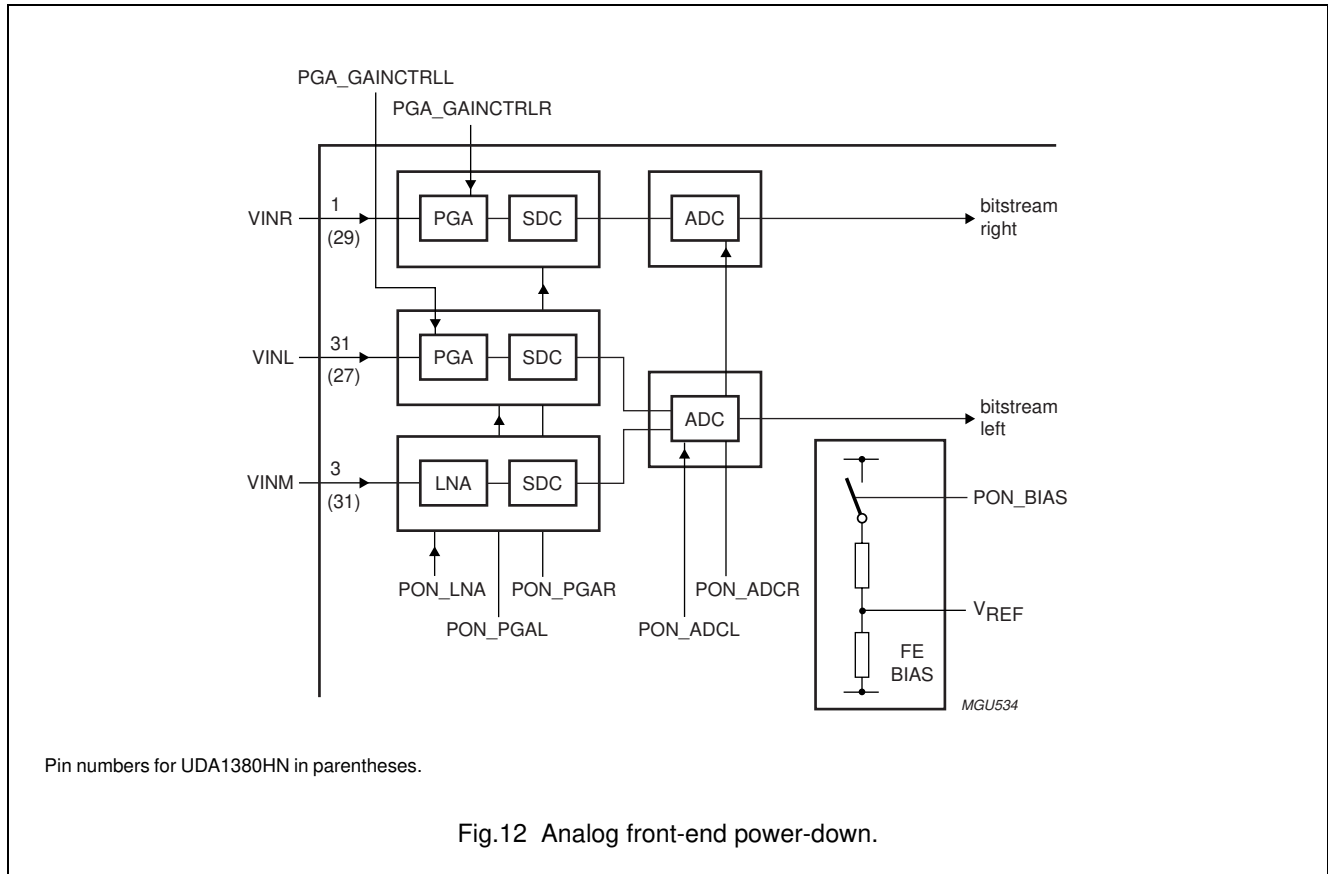 PGA_GAINCTRLL
PGA_GAINCTRLR
VINR
1
(29)
PGA
SDC
ADC
bitstream
right
VINL
31
(27)
PGA
SDC
ADC
bitstream
left
VINM
3
(31)
LNA
SDC
PON_BIAS
PON_LNA
PON_PGAR
PON_ADCR
PON_PGAL
PON_ADCL
VREF
FE
BIAS
MGU534
Pin numbers for UDA1380HN in parentheses.
Fig.12 Analog front-end power-down.